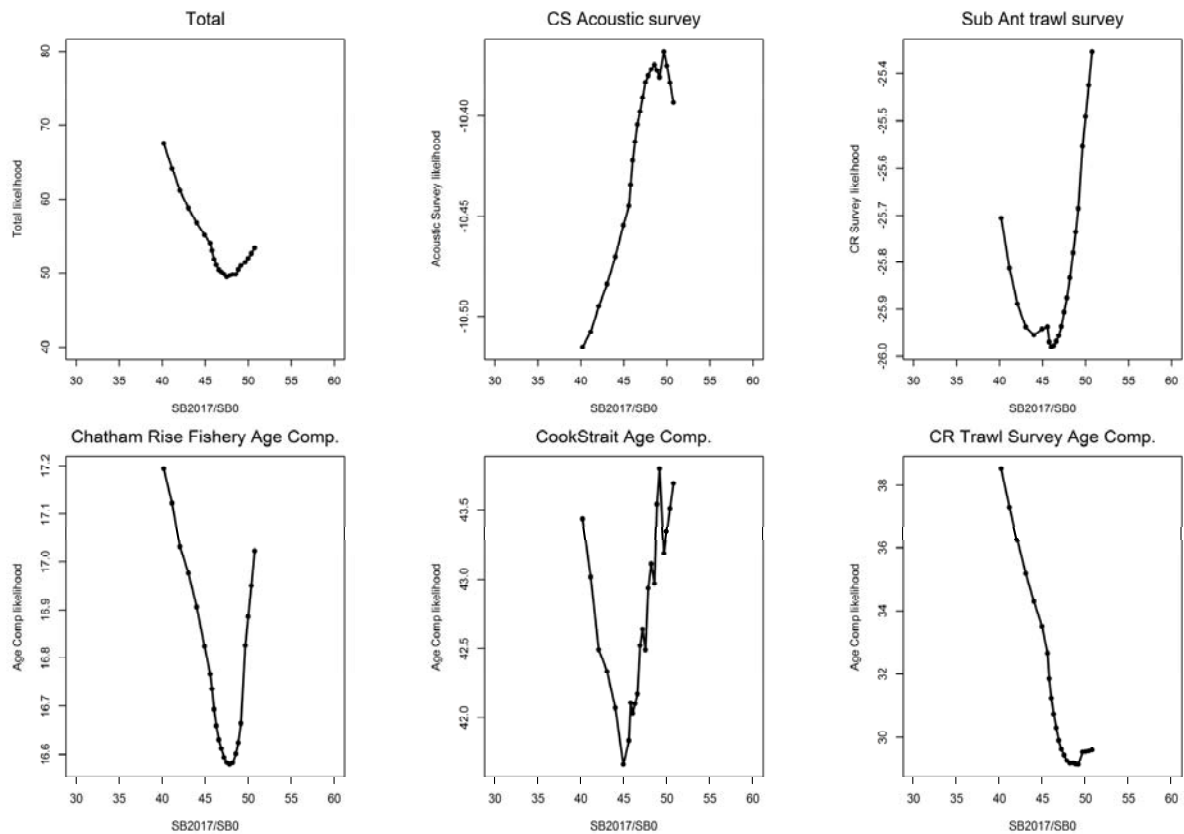 Total
CS Acoustic survey
Sub Ant trawl survey
Total likelihood
80
70
60
50
40
30 35 40 45 50 55 60
SB2017/SB0
Acoustic Survey likelihood
-10.40
-10.45
-10.50
30 35 40 45 50 55 60
SB2017/SB0
CR Survey likelihood
-25.4
-25.5
-25.6
-25.7
-25.8
-25.9
-26.0
30 35 40 45 50 55 60
SB2017/SB0
Chatham Rise Fishery Age Comp.
CookStrait Age Comp.
CR Trawl Survey Age Comp.
Age Comp likelihood
17.2
17.1
17.0
16.9
16.8
16.7
16.6
30 35 40 45 50 55 60
SB2017/SB0
Age Comp likelihood
43.5
43.0
42.5
42.0
30 35 40 45 50 55 60
SB2017/SB0
Age Comp likelihood
38
36
34
32
30
30 35 40 45 50 55 60
SB2017/SB0